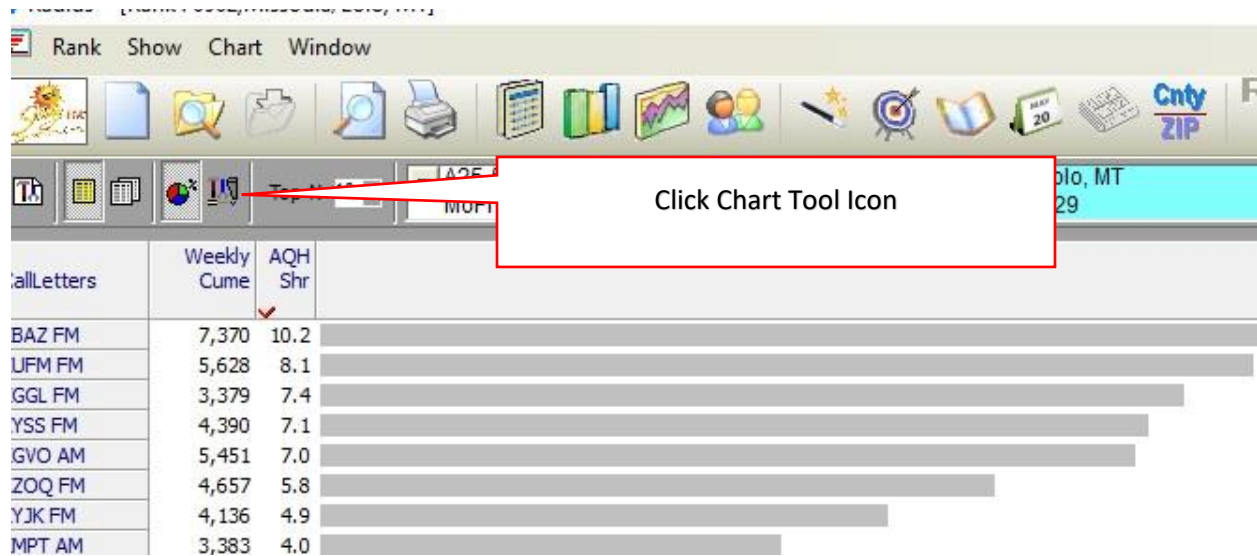 Rank Show Chart Window
Cnty
ZIP
MAY
20
Click Chart Tool Icon
MT
29
Weekly AQH
CallLetters Cume Shr
BAZ FM 7,370 10.2
UFM FM 5,628 8.1
GGL FM 3,379 7.4
YSS FM 4,390 7.1
GVO AM 5,451 7.0
ZOQ FM 4,657 5.8
YJK FM 4,136 4.9
MPT AM 3,383 4.0